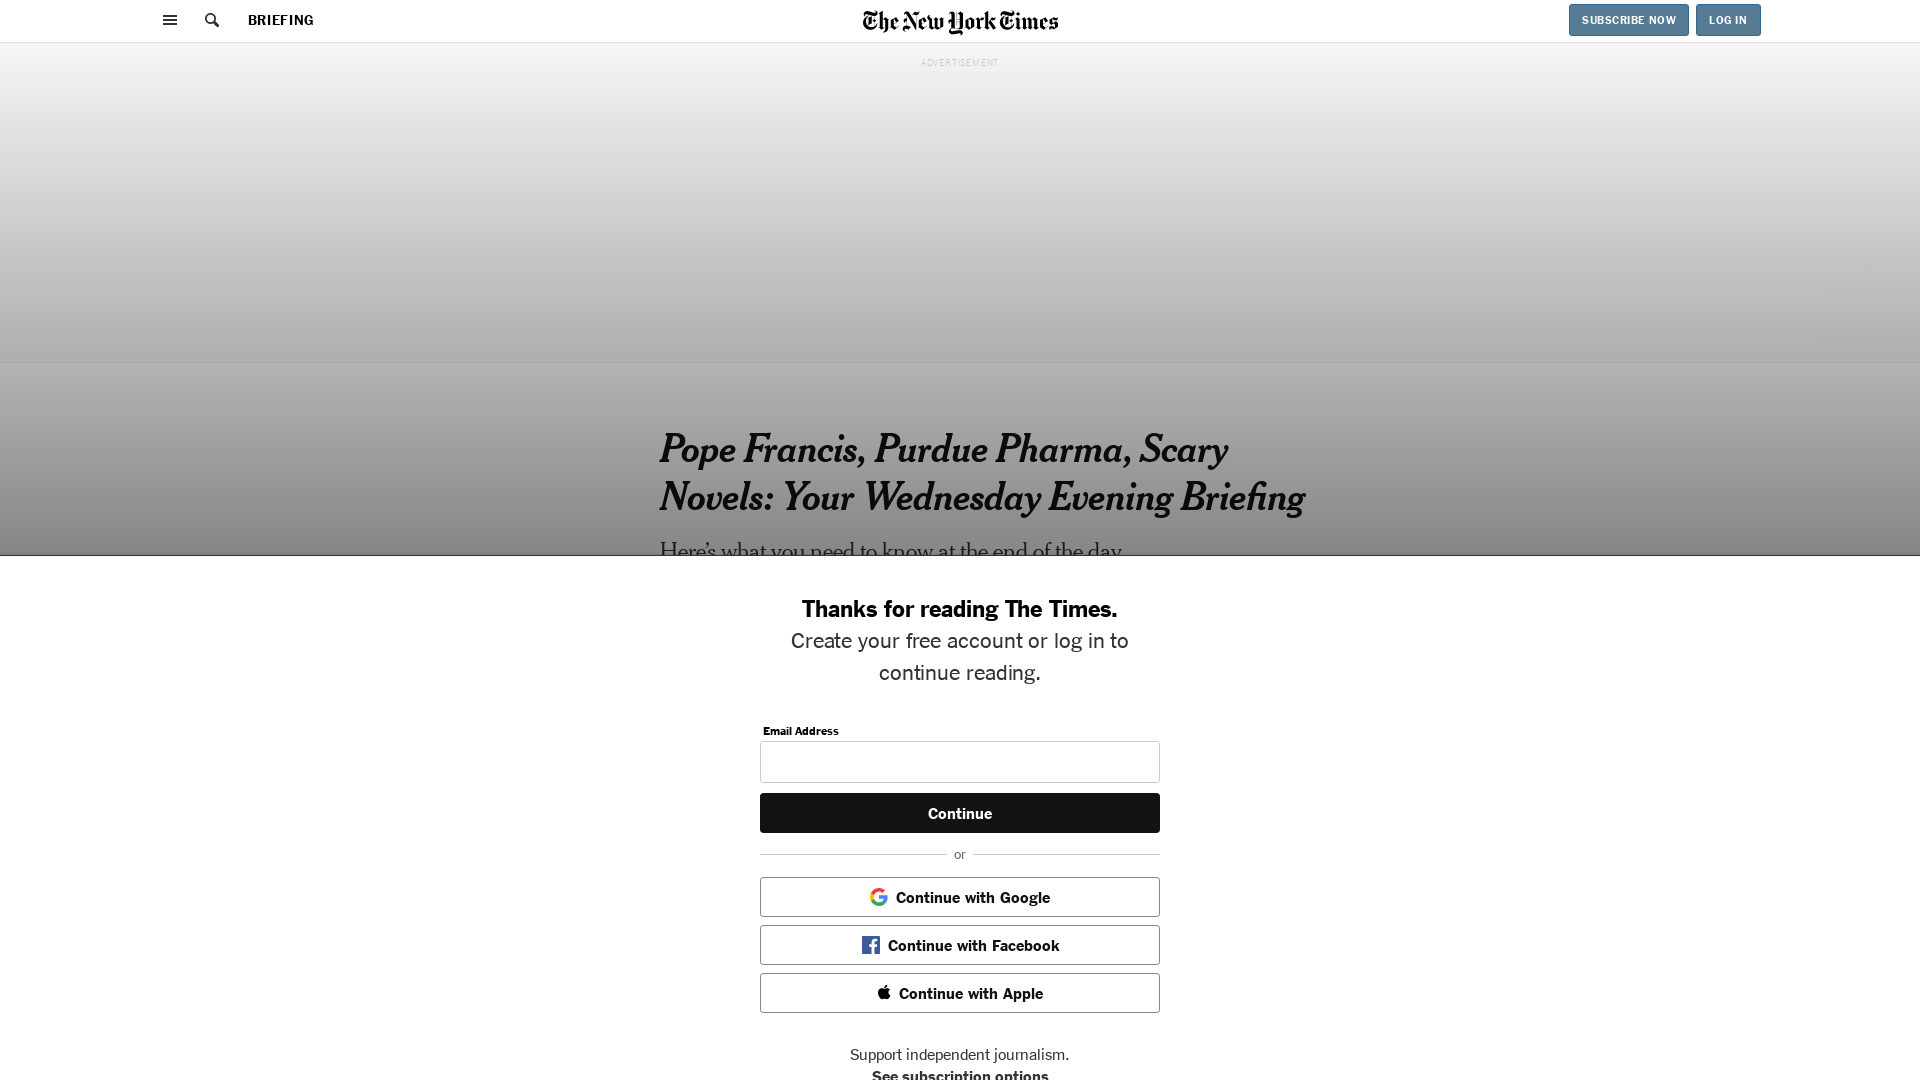 BRIEFING
The New York Times
SUBSCRIBE NOW
LOG IN
ADVERTISEMENT
Pope Francis, Purdue Pharma, Scary
Novels: Your Wednesday Evening Briefing
Here’s what you need to know at the end of the day.
Thanks for reading The Times.
Create your free account or log in to
continue reading.
Email Address
Continue
or
Continue with Google
Continue with Facebook
Continue with Apple
Support independent journalism.
See subscription options